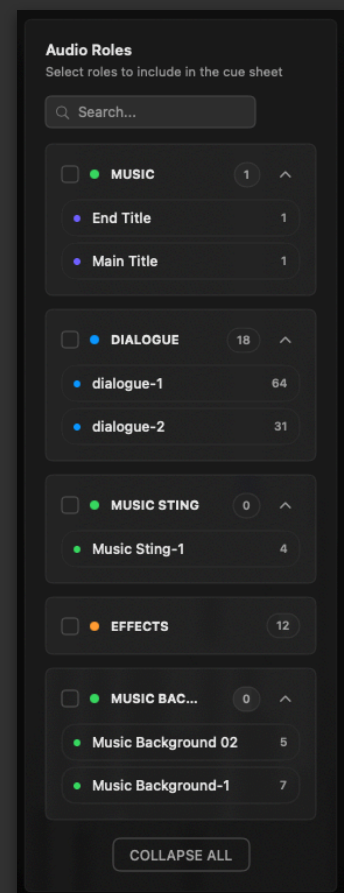 Audio Roles
Select roles to include in the cue sheet
Search...
MUSIC 1
End Title 1
Main Title 1
DIALOGUE 18
dialogue-1 64
dialogue-2 31
MUSIC STING 0
Music Sting-1 4
EFFECTS 12
MUSIC BAC... 0
Music Background 02 5
Music Background-1 7
COLLAPSE ALL